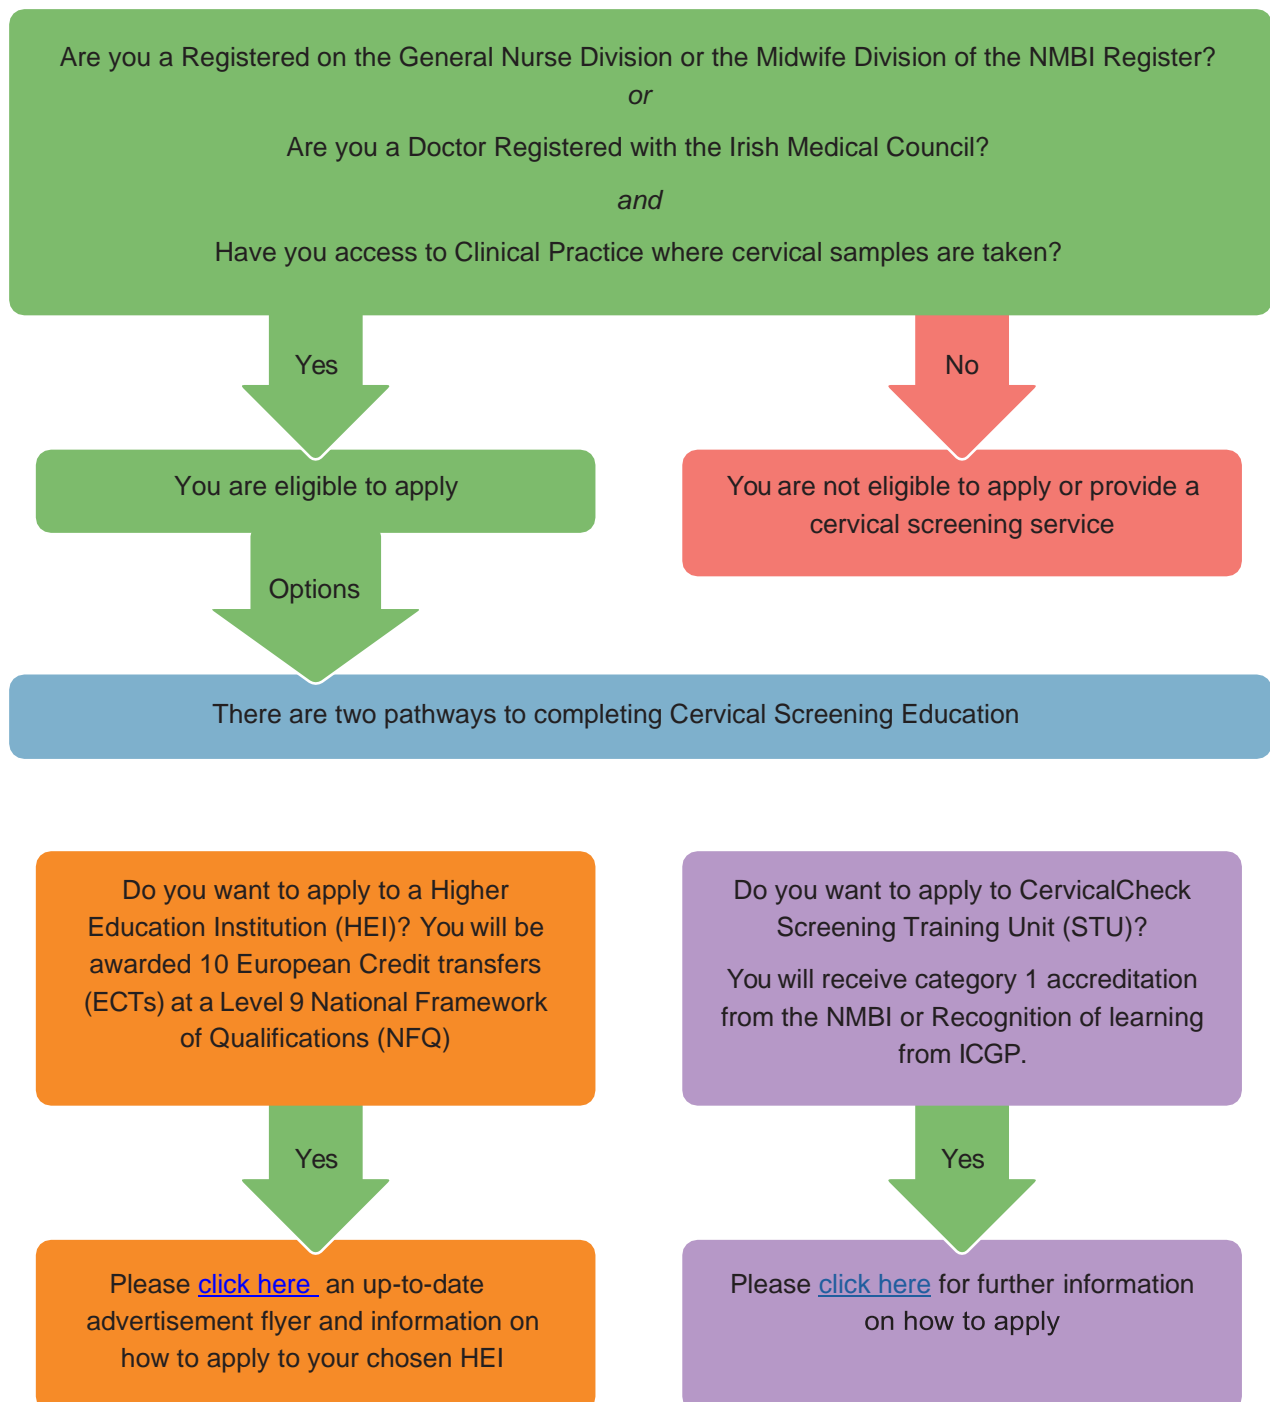 Are you a Registered on the General Nurse Division or the Midwife Division of the NMBI Register?
or
Are you a Doctor Registered with the Irish Medical Council?
and
Have you access to Clinical Practice where cervical samples are taken?
Yes
No
You are eligible to apply
You are not eligible to apply or provide a
cervical screening service
Options
There are two pathways to completing Cervical Screening Education
Do you want to apply to a Higher
Education Institution (HEI)? You will be
awarded 10 European Credit transfers
(ECTs) at a Level 9 National Framework
of Qualifications (NFQ)
Do you want to apply to CervicalCheck
Screening Training Unit (STU)?
You will receive category 1 accreditation
from the NMBI or Recognition of learning
from ICGP.
Yes
Yes
Please click here an up-to-date
advertisement flyer and information on
how to apply to your chosen HEI
Please click here for further information
on how to apply